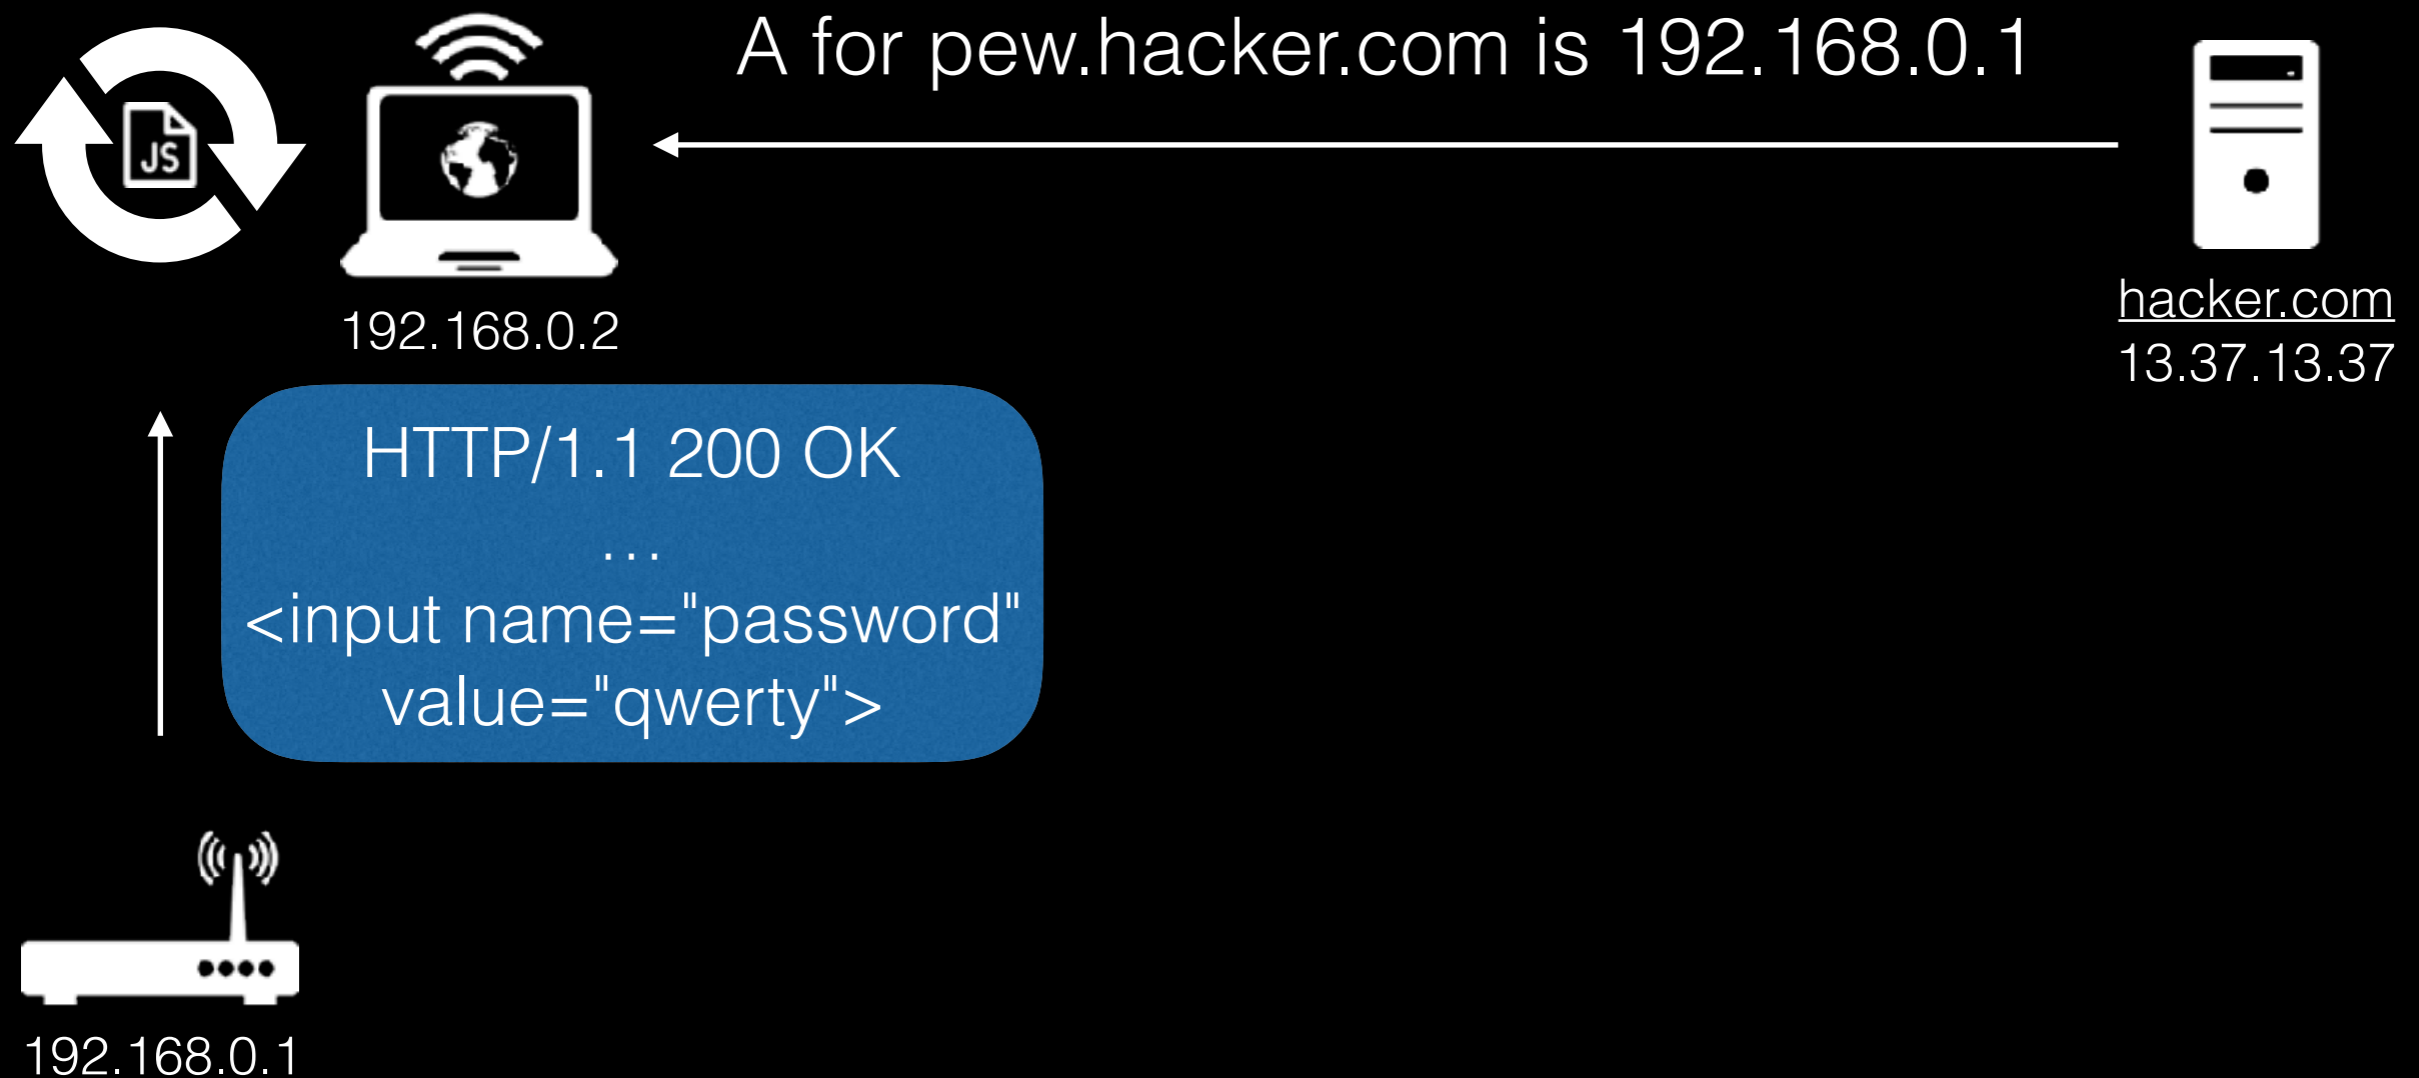 A for pew.hacker.com is 192.168.0.1
JS
192.168.0.2
hacker.com
13.37.13.37
HTTP/1.1 200 OK
...
<input name="password"
value="qwerty">
192.168.0.1